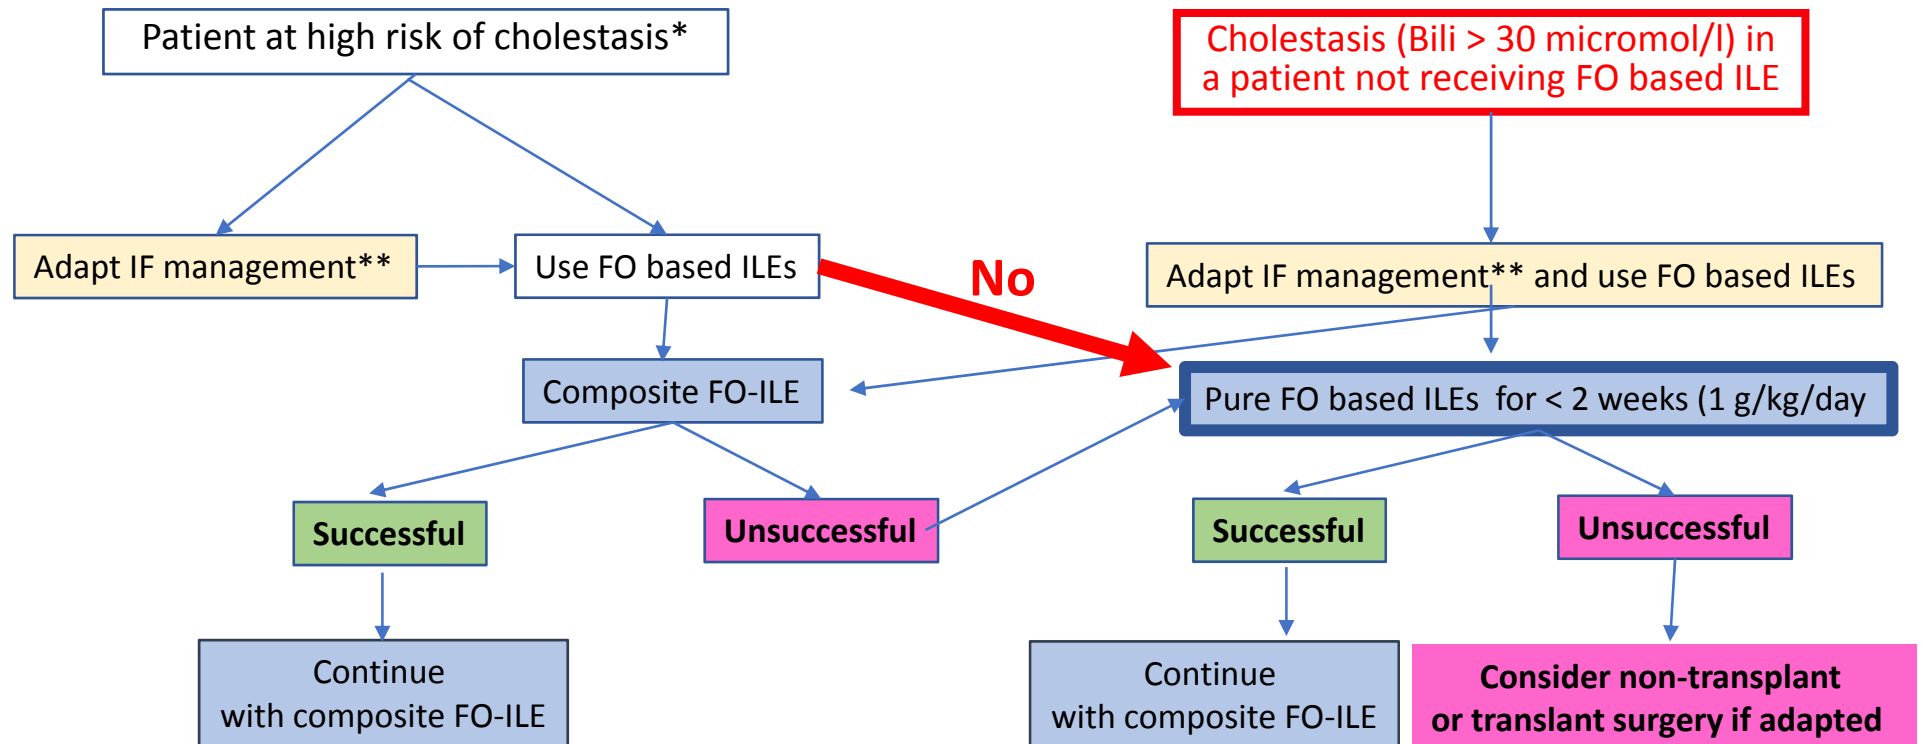 Patient at high risk of cholestasis*
Cholestasis (Bili > 30 micromol/l) in
a patient not receiving FO based ILE
Adapt IF management**
Use FO based ILEs
No
Adapt IF management** and use FO based ILEs
Composite FO-ILE
Pure FO based ILEs for < 2 weeks (1 g/kg/day
Successful
Unsuccessful
Successful
Unsuccessful
Continue
with composite FO-ILE
Continue
with composite FO-ILE
Consider non-transplant
or translant surgery if adapted